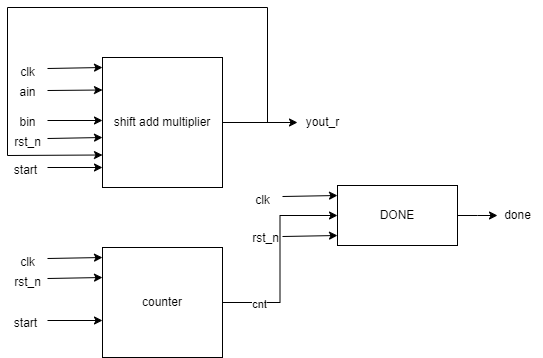 clk
ain
bin
rst_n
start
shift add multiplier
yout_r
clk
rst_n
DONE
done
clk
rst_n
start
counter
cnt